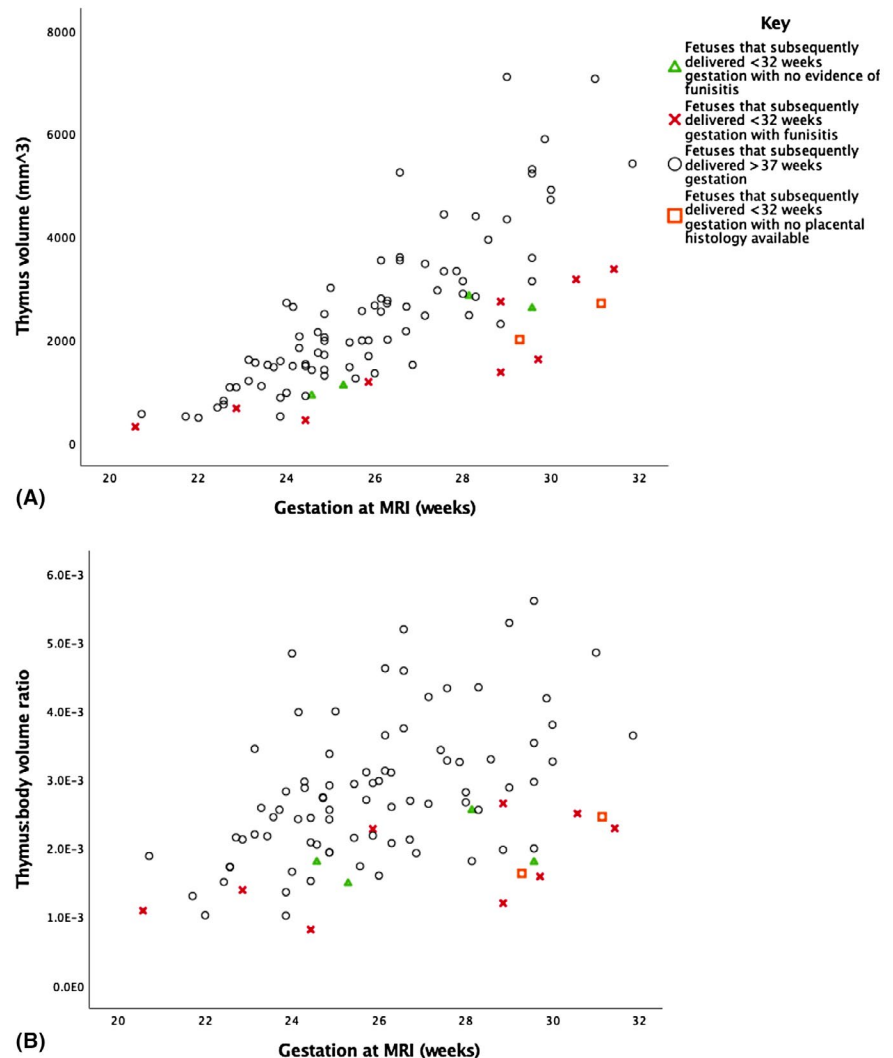 Key
Fetuses that subsequently
delivered <32 weeks
gestation with no evidence of
funisitis
Fetuses that subsequently
delivered <32 weeks
gestation with funisitis
Fetuses that subsequently
delivered >37 weeks
gestation
Fetuses that subsequently
delivered <32 weeks
gestation with no placental
histology available
Thymus volume (mm^3)
8000
6000
4000
2000
0
20 22 24 26 28 30 32
Gestation at MRI (weeks)
(A)
Thymus:body volume ratio
6.0E-3
5.0E-3
4.0E-3
3.0E-3
2.0E-3
1.0E-3
0.0E0
20 22 24 26 28 30 32
Gestation at MRI (weeks)
(B)